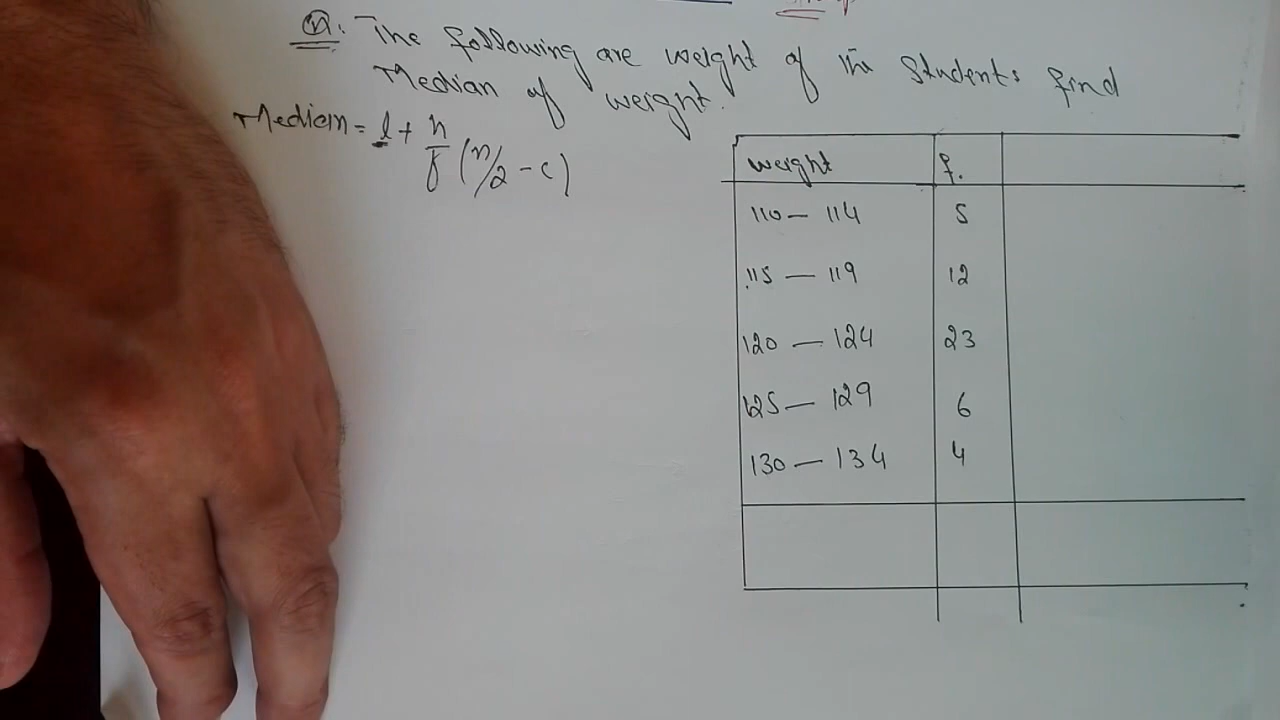 Q. The following are weight of the Students find
Median of weight.
Median = l + h/f (n/2 - c)
weight f.
110 — 114 5
115 — 119 12
120 — 124 23
125 — 129 6
130 — 134 4